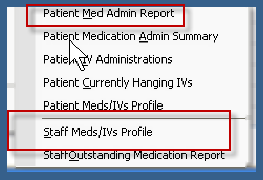 Patient Med Admin Report
Patient Medication Admin Summary
Patient IV Administrations
Patient Currently Hanging IVs
Patient Meds/IVs Profile
Staff Meds/IVs Profile
StaffOutstanding Medication Report